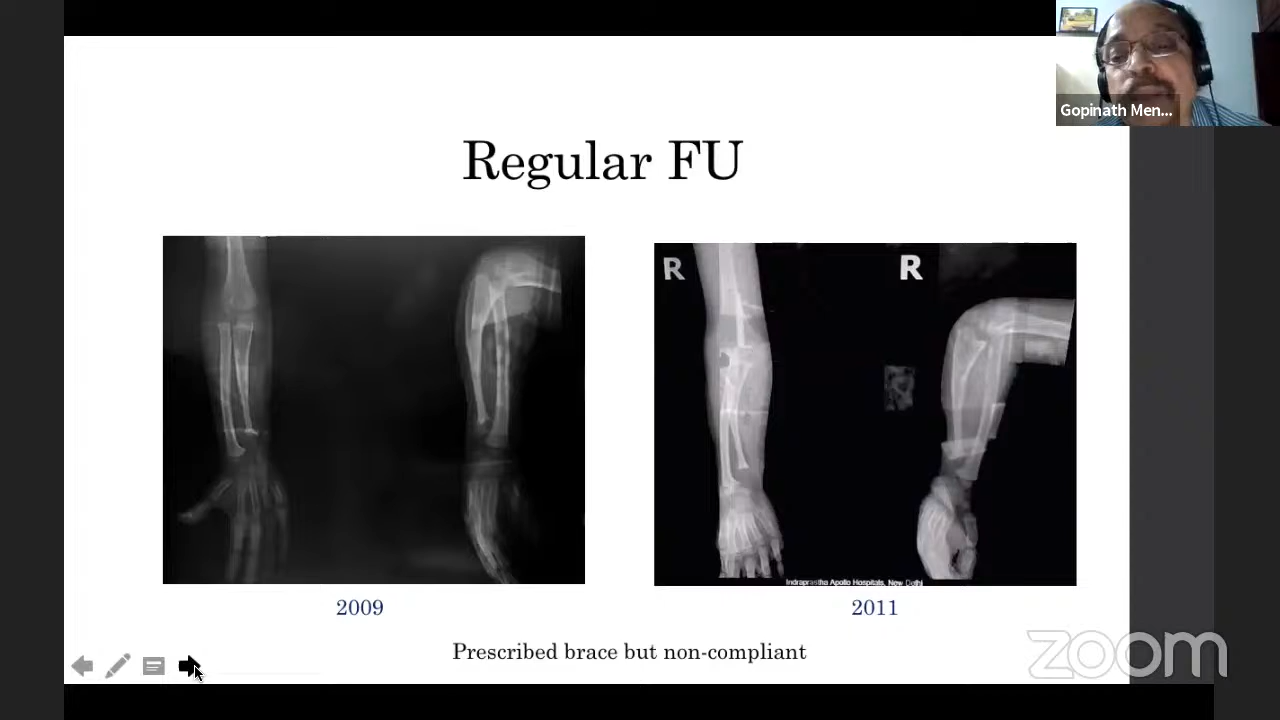 Gopinath Men...
Regular FU
R
R
Indraprastha Apollo Hospitals, New Delhi
2009
2011
Prescribed brace but non-compliant
zoom